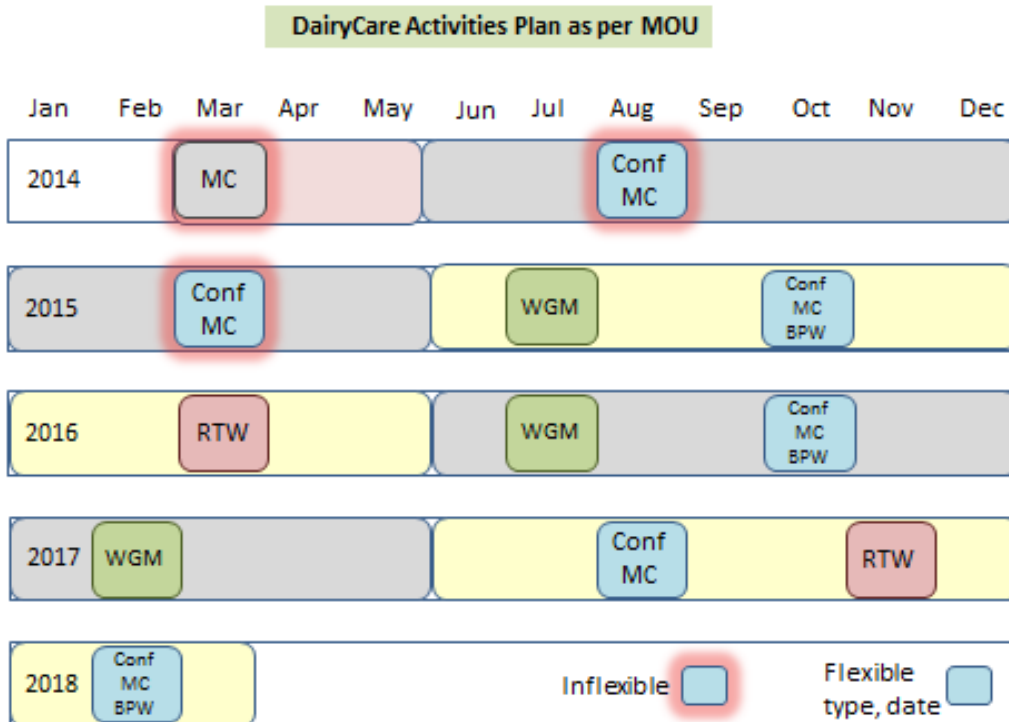 DairyCare Activities Plan as per MOU
Jan Feb Mar Apr May Jun Jul Aug Sep Oct Nov Dec
2014
MC
Conf
MC
2015
Conf
MC
WGM
Conf
MC
BPW
2016
RTW
WGM
Conf
MC
BPW
2017
WGM
Conf
MC
RTW
2018
Conf
MC
BPW
Inflexible
Flexible
type, date